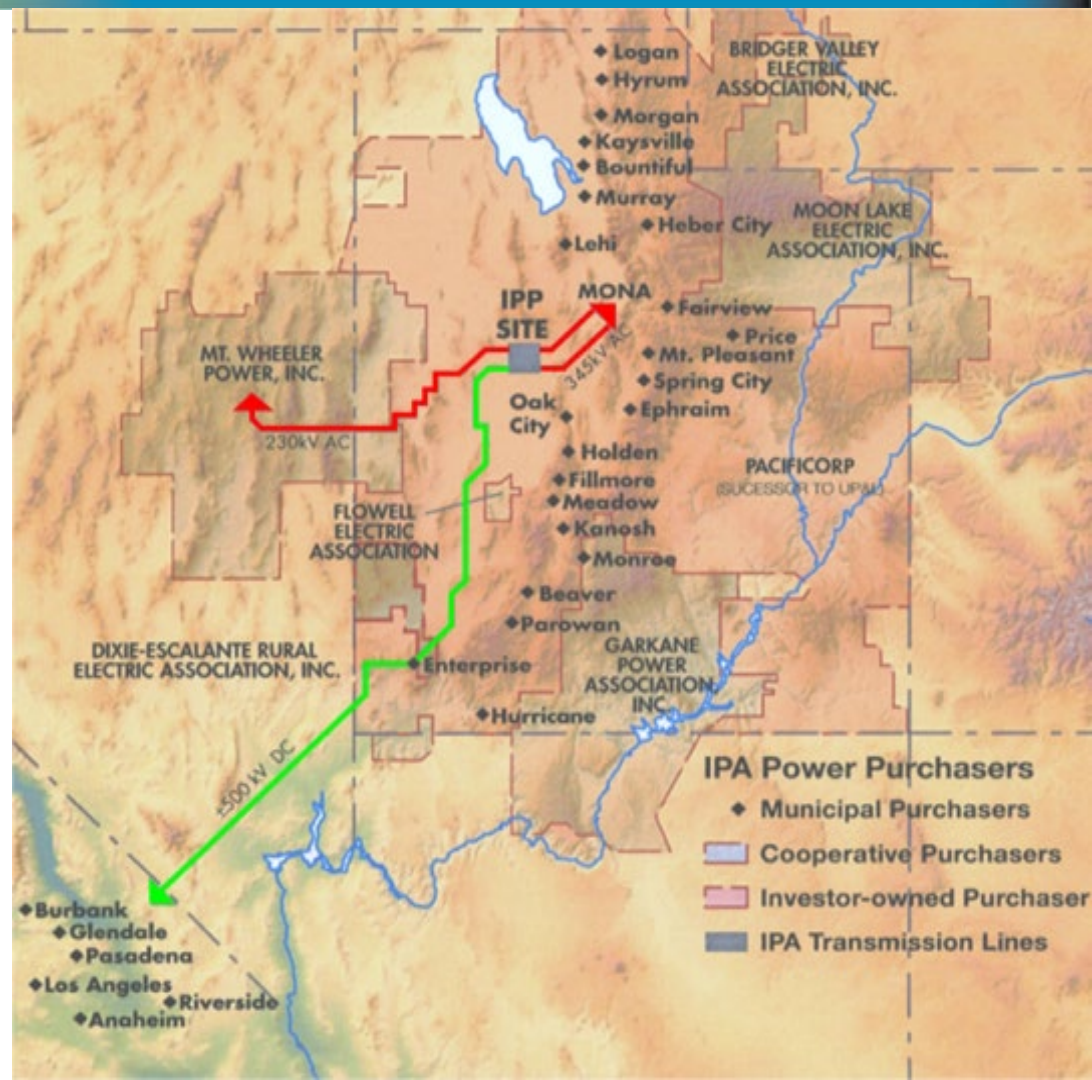 Logan
Hyrum
Morgan
Kaysville
Bountiful
Murray
Heber City
Lehi
BRIDGER VALLEY
ELECTRIC
ASSOCIATION, INC.
MOON LAKE
ELECTRIC
ASSOCIATION, INC.
IPP
SITE
MONA
345kV AC
Fairview
Price
Mt. Pleasant
Spring City
Ephraim
MT. WHEELER
POWER, INC.
230kV AC
Oak
City
Holden
Fillmore
Meadow
Kanosh
Monroe
PACIFICORP
(SUCESSOR TO UP&L)
FLOWELL
ELECTRIC
ASSOCIATION
Beaver
Parowan
Enterprise
Hurricane
DIXIE-ESCALANTE RURAL
ELECTRIC ASSOCIATION, INC.
GARKANE
POWER
ASSOCIATION,
INC.
±500 kV DC
Burbank
Glendale
Pasadena
Los Angeles
Riverside
Anaheim
IPA Power Purchasers
Municipal Purchasers
Cooperative Purchasers
Investor-owned Purchaser
IPA Transmission Lines